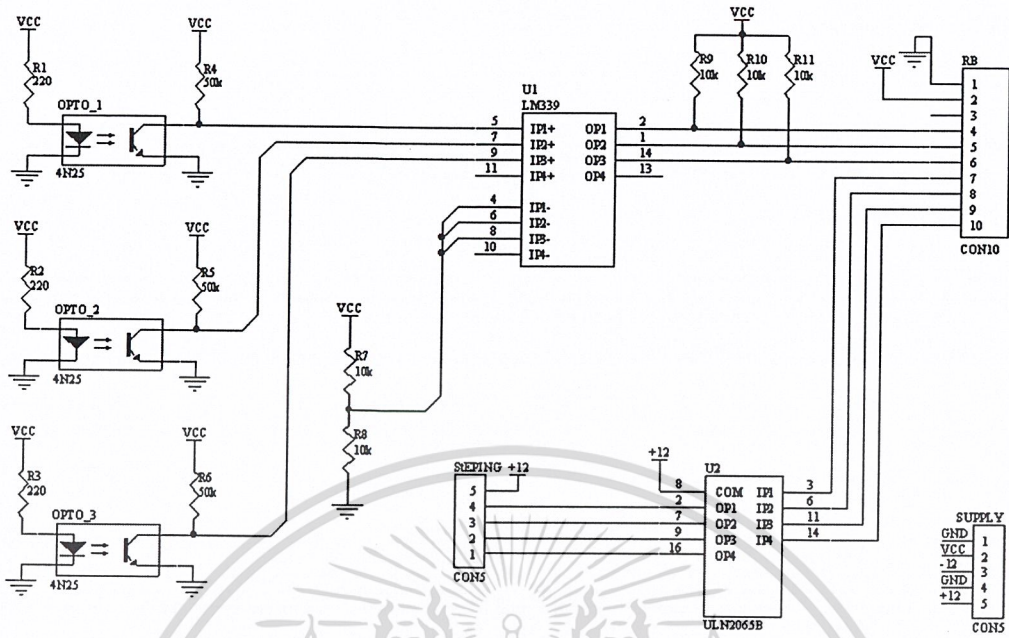 VCC
R1
220
OPTO_1
4N25
VCC
R4
50k
VCC
R2
220
OPTO_2
4N25
VCC
R5
50k
VCC
R3
220
OPTO_3
4N25
VCC
R6
50k
U1
LM339
5 IP1+ OP1 2
7 IP2+ OP2 1
9 IP3+ OP3 14
11 IP4+ OP4 13
4 IP1-
6 IP2-
8 IP3-
10 IP4-
VCC
R7
10k
R8
10k
VCC
R9
10k
R10
10k
R11
10k
VCC
RB
1
2
3
4
5
6
7
8
9
10
CON10
StEPING +12
5
4
3
2
1
CON5
+12
U2
8 COM IP1 3
2 OP1 IP2 6
7 OP2 IP3 11
9 OP3 IP4 14
16 OP4
ULN2065B
SUPPLY
GND 1
VCC 2
-12 3
GND 4
+12 5
CON5